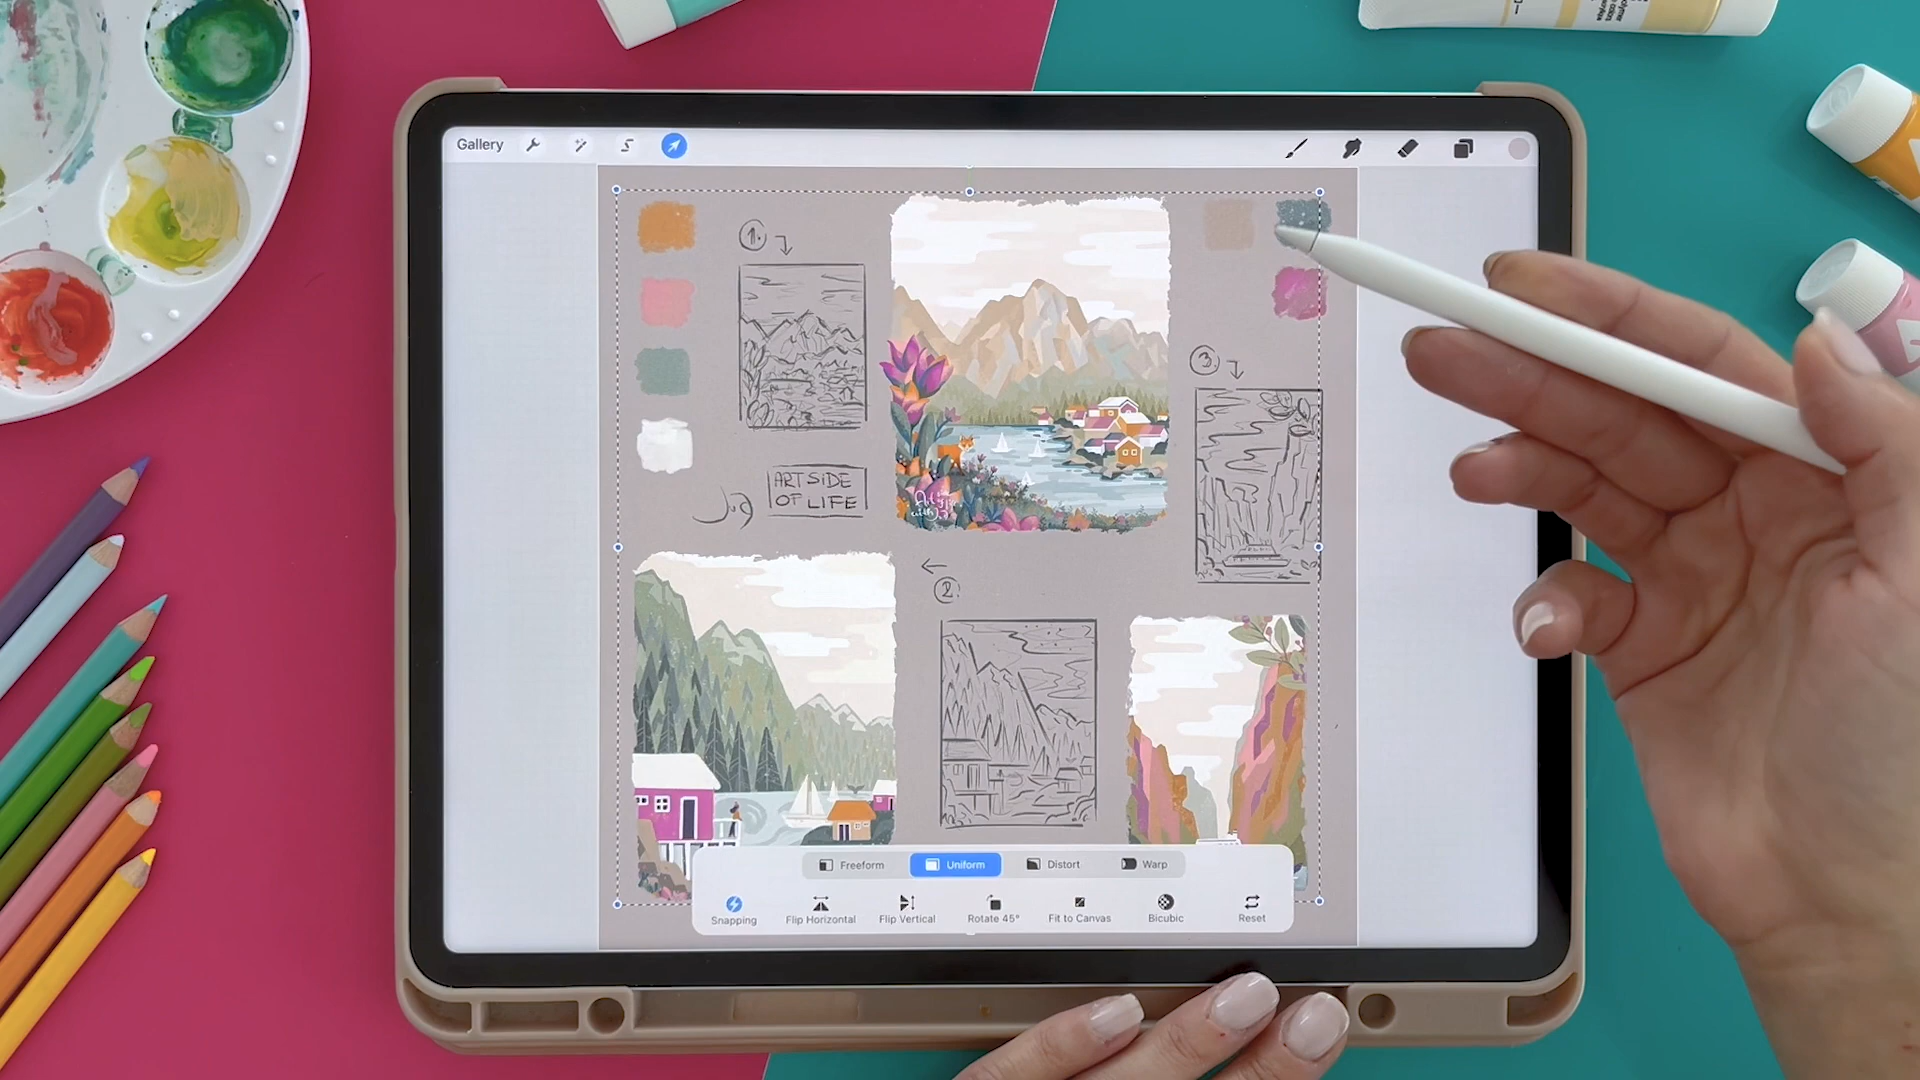 Gallery
1.
3
ART SIDE
OF LIFE
2.
Freeform
Uniform
Distort
Warp
Snapping
Flip Horizontal
Flip Vertical
Rotate 45°
Fit to Canvas
Bicubic
Reset